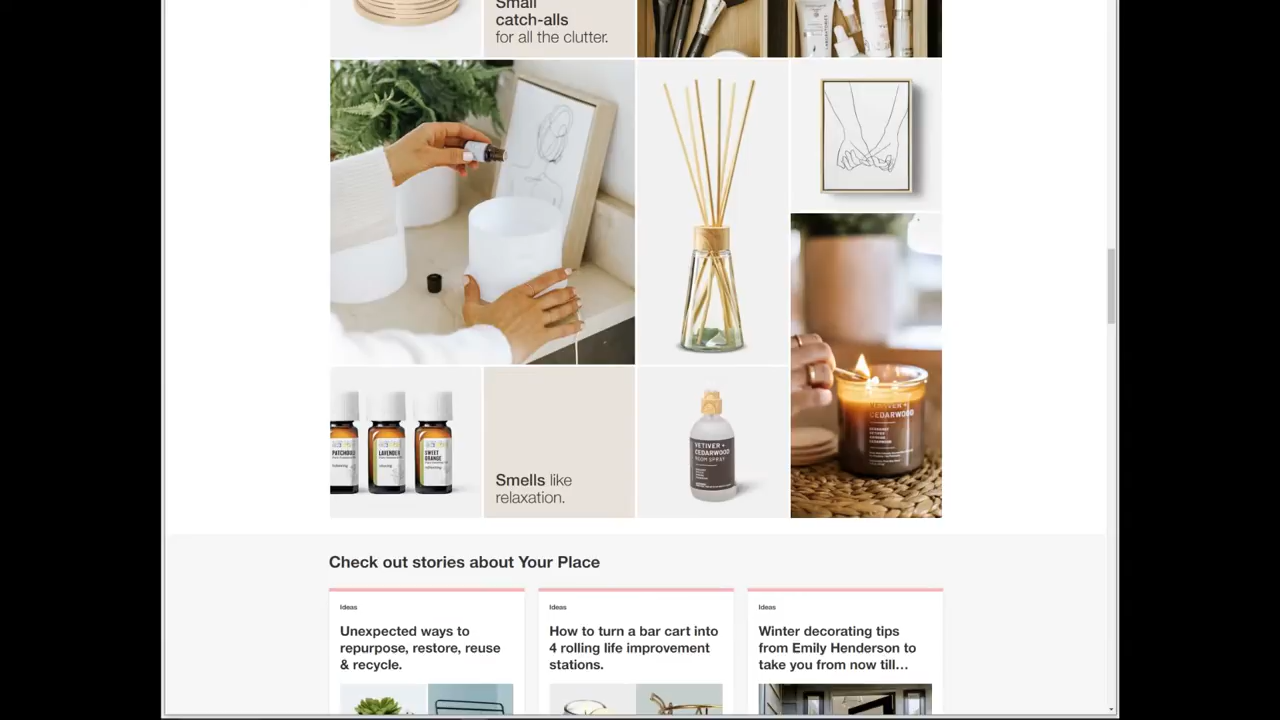 Small
catch-alls
for all the clutter.
PATCHOULI
LAVENDER
SWEET
ORANGE
VETIVER +
CEDARWOOD
ROOM SPRAY
VETIVER +
CEDARWOOD
Smells like
relaxation.
Check out stories about Your Place
Ideas
Unexpected ways to
repurpose, restore, reuse
& recycle.
Ideas
How to turn a bar cart into
4 rolling life improvement
stations.
Ideas
Winter decorating tips
from Emily Henderson to
take you from now till…